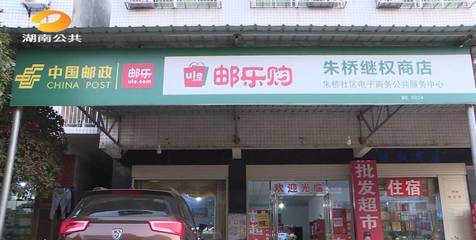 湖南公共
中国邮政
CHINA POST
邮乐
ule.com
ule
邮乐购
朱桥继权商店
朱桥社区电子商务公共服务中心
欢迎光临
批发超市
住宿